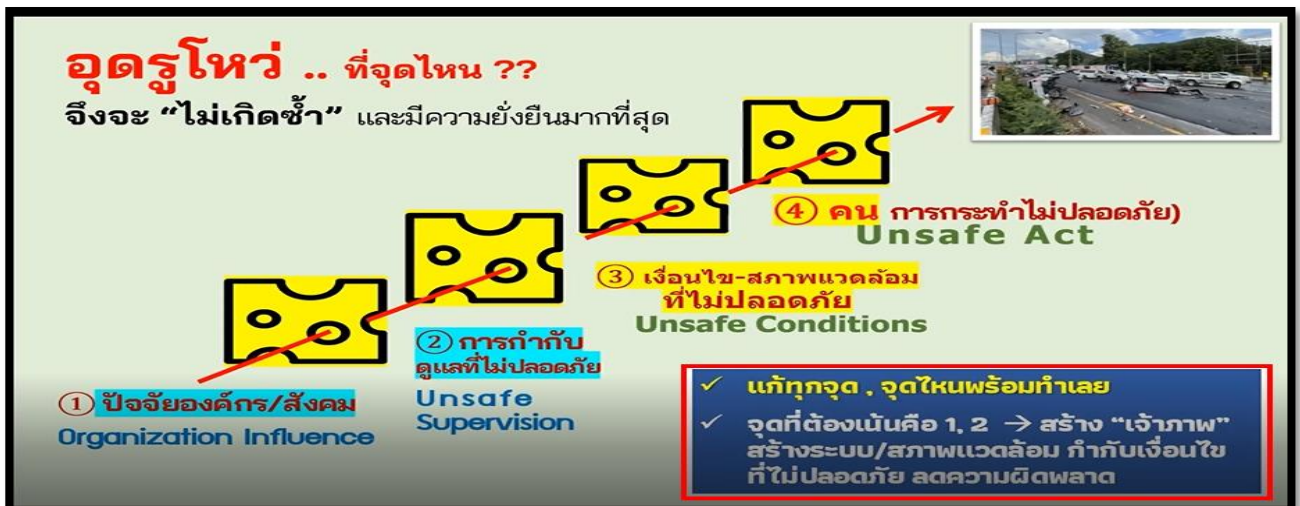 อุดรูโหว่ .. ที่จุดไหน ??
จึงจะ “ไม่เกิดซ้ำ” และมีความยั่งยืนมากที่สุด
④ คน การกระทำไม่ปลอดภัย)
Unsafe Act
③ เงื่อนไข-สภาพแวดล้อม
ที่ไม่ปลอดภัย
Unsafe Conditions
② การกำกับ
ดูแลที่ไม่ปลอดภัย
Unsafe
Supervision
① ปัจจัยองค์กร/สังคม
Organization Influence
✓ แก้ทุกจุด , จุดไหนพร้อมทำเลย
✓ จุดที่ต้องเน้นคือ 1, 2 → สร้าง “เจ้าภาพ”
สร้างระบบ/สภาพแวดล้อม กำกับเงื่อนไข
ที่ไม่ปลอดภัย ลดความผิดพลาด